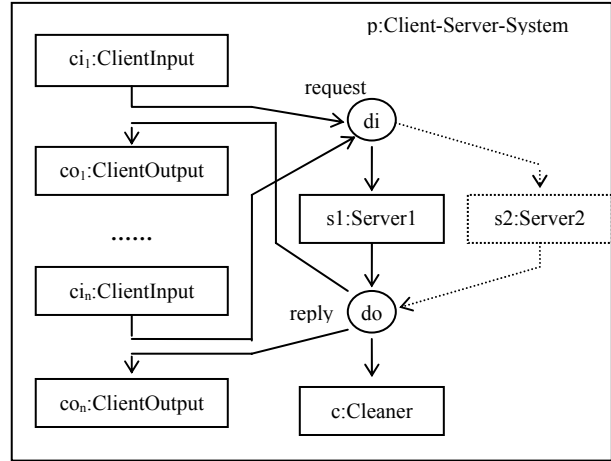 p:Client-Server-System
ci₁:ClientInput
request
di
co₁:ClientOutput
......
s1:Server1
s2:Server2
ciₙ:ClientInput
reply
do
coₙ:ClientOutput
c:Cleaner